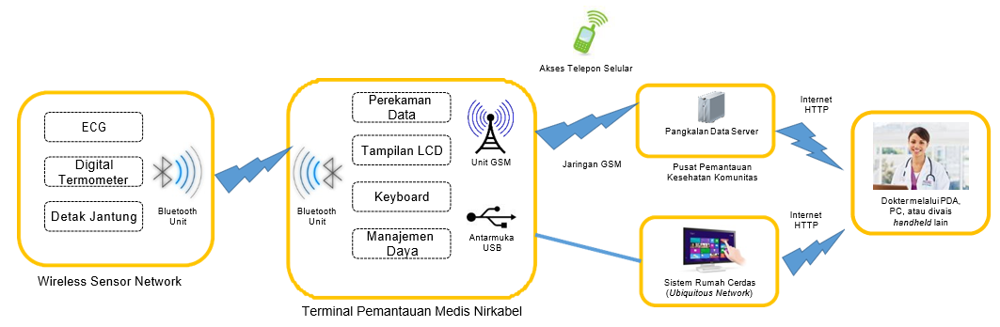 ECG
Digital
Termometer
Detak Jantung
Bluetooth
Unit
Wireless Sensor Network
Bluetooth
Unit
Perekaman
Data
Tampilan LCD
Keyboard
Manajemen
Daya
Unit GSM
Antarmuka
USB
Terminal Pemantauan Medis Nirkabel
Akses Telepon Selular
Jaringan GSM
Pangkalan Data Server
Pusat Pemantauan
Kesehatan Komunitas
Sistem Rumah Cerdas
(Ubiquitous Network)
Internet
HTTP
Internet
HTTP
Dokter melalui PDA,
PC, atau divais
handheld lain